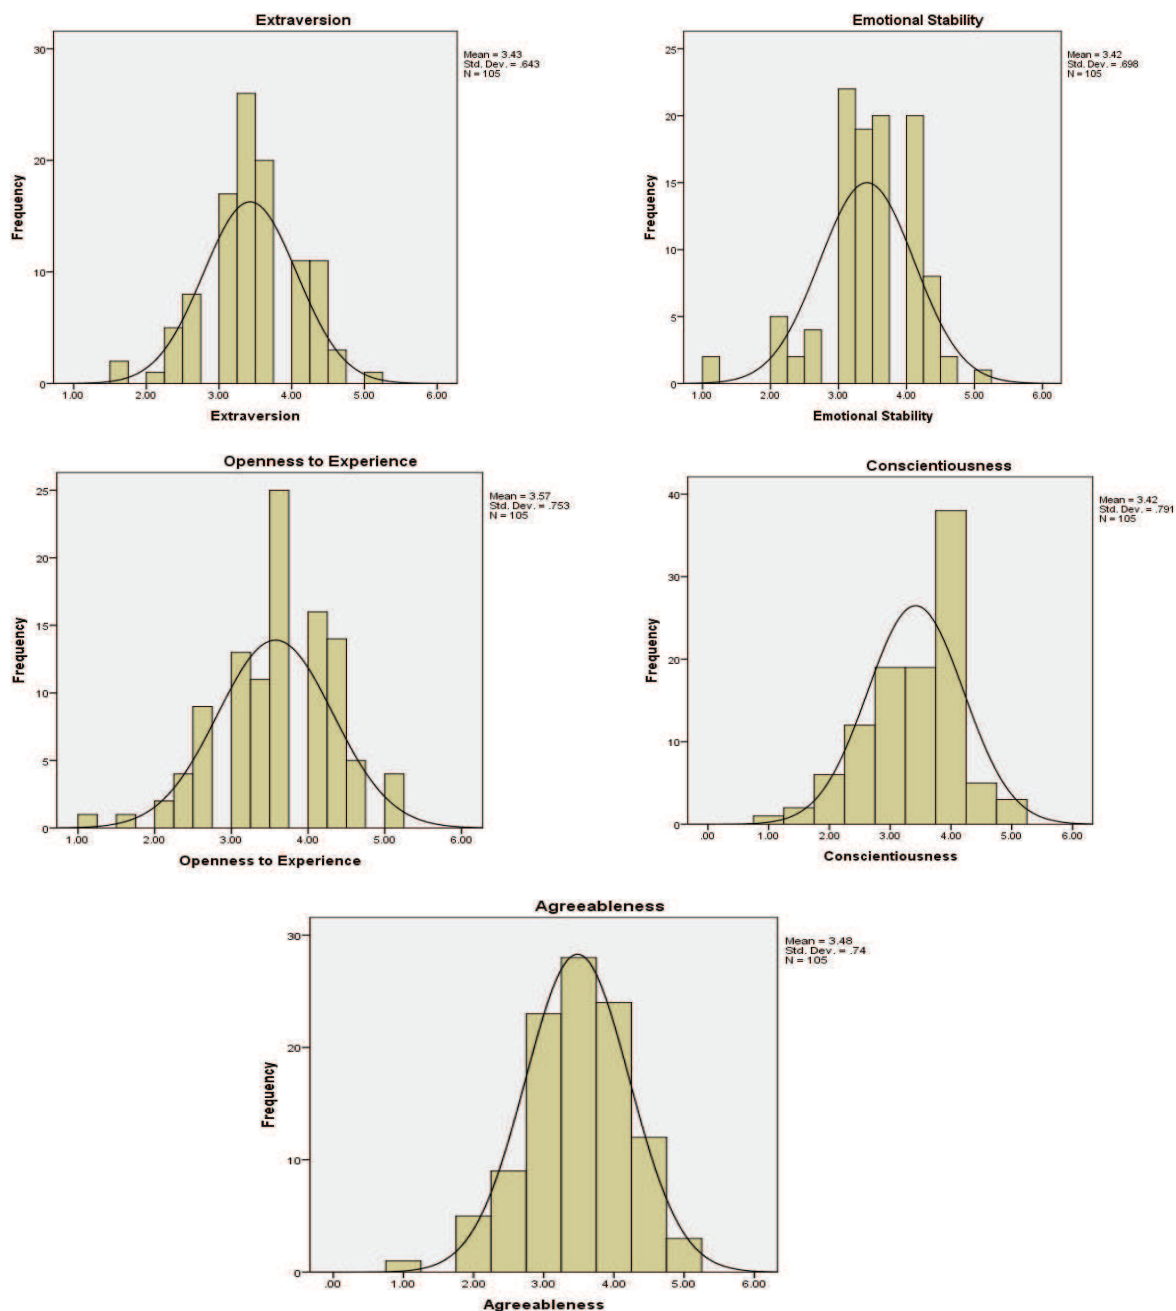 Extraversion
Mean = 3.43
Std. Dev. = .643
N = 105
30
20
10
0
Frequency
1.00 2.00 3.00 4.00 5.00 6.00
Extraversion
Emotional Stability
Mean = 3.42
Std. Dev. = .698
N = 105
25
20
15
10
5
0
Frequency
1.00 2.00 3.00 4.00 5.00 6.00
Emotional Stability
Openness to Experience
Mean = 3.57
Std. Dev. = .753
N = 105
25
20
15
10
5
0
Frequency
1.00 2.00 3.00 4.00 5.00 6.00
Openness to Experience
Conscientiousness
Mean = 3.42
Std. Dev. = .791
N = 105
40
30
20
10
0
Frequency
.00 1.00 2.00 3.00 4.00 5.00 6.00
Conscientiousness
Agreeableness
Mean = 3.48
Std. Dev. = .74
N = 105
30
20
10
0
Frequency
.00 1.00 2.00 3.00 4.00 5.00 6.00
Agreeableness